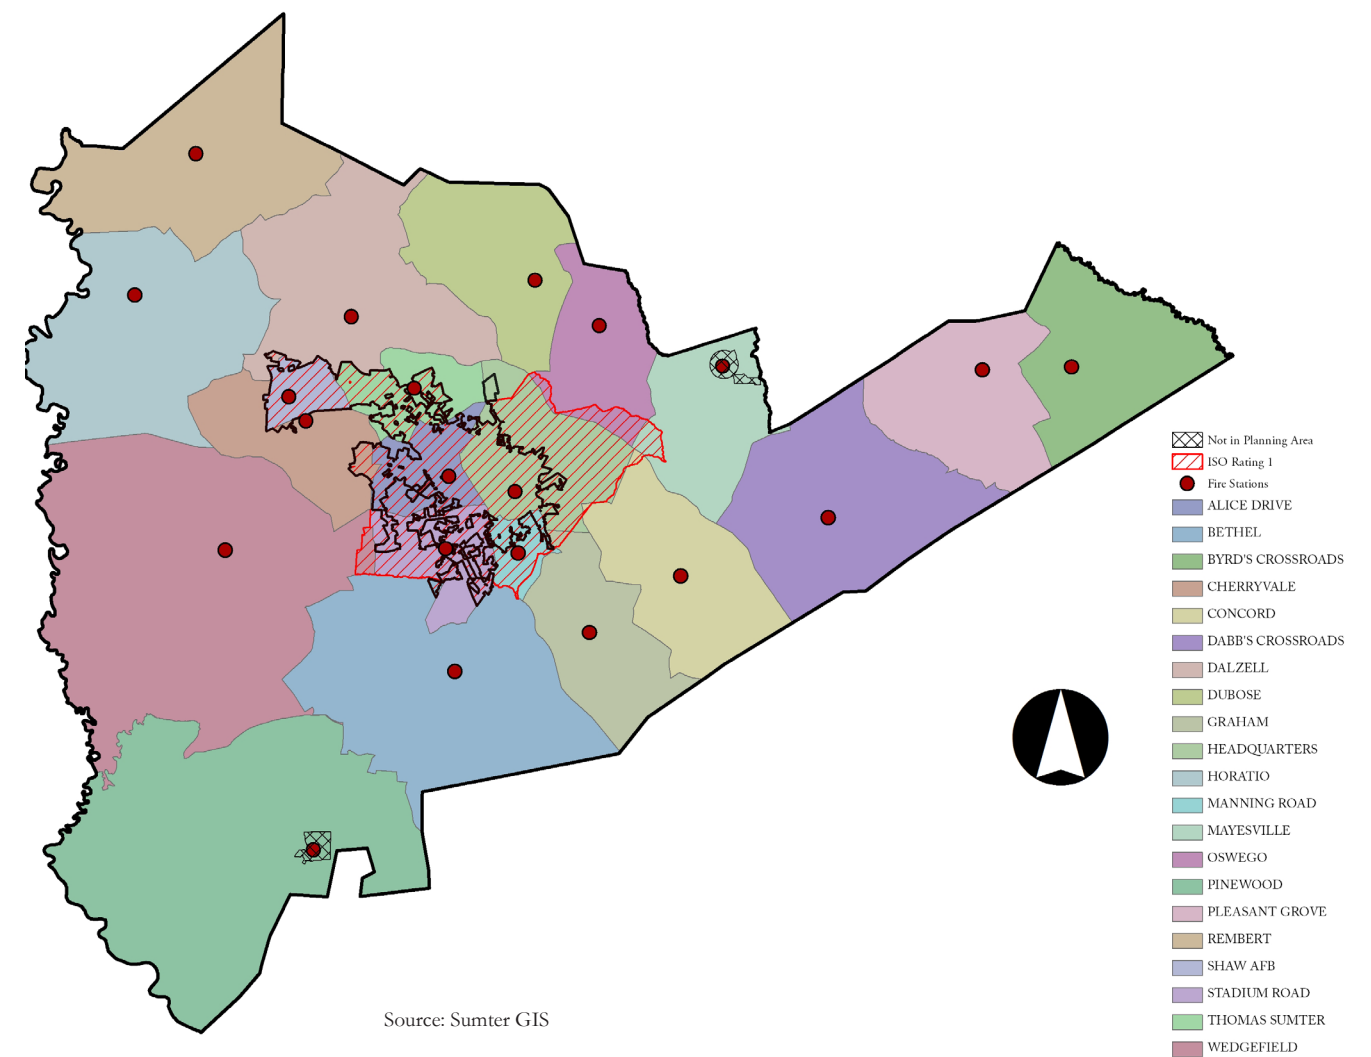 Not in Planning Area
ISO Rating 1
Fire Stations
ALICE DRIVE
BETHEL
BYRD'S CROSSROADS
CHERRYVALE
CONCORD
DABB'S CROSSROADS
DALZELL
DUBOSE
GRAHAM
HEADQUARTERS
HORATIO
MANNING ROAD
MAYESVILLE
OSWEGO
PINEWOOD
PLEASANT GROVE
REMBERT
SHAW AFB
STADIUM ROAD
THOMAS SUMTER
WEDGEFIELD
Source: Sumter GIS